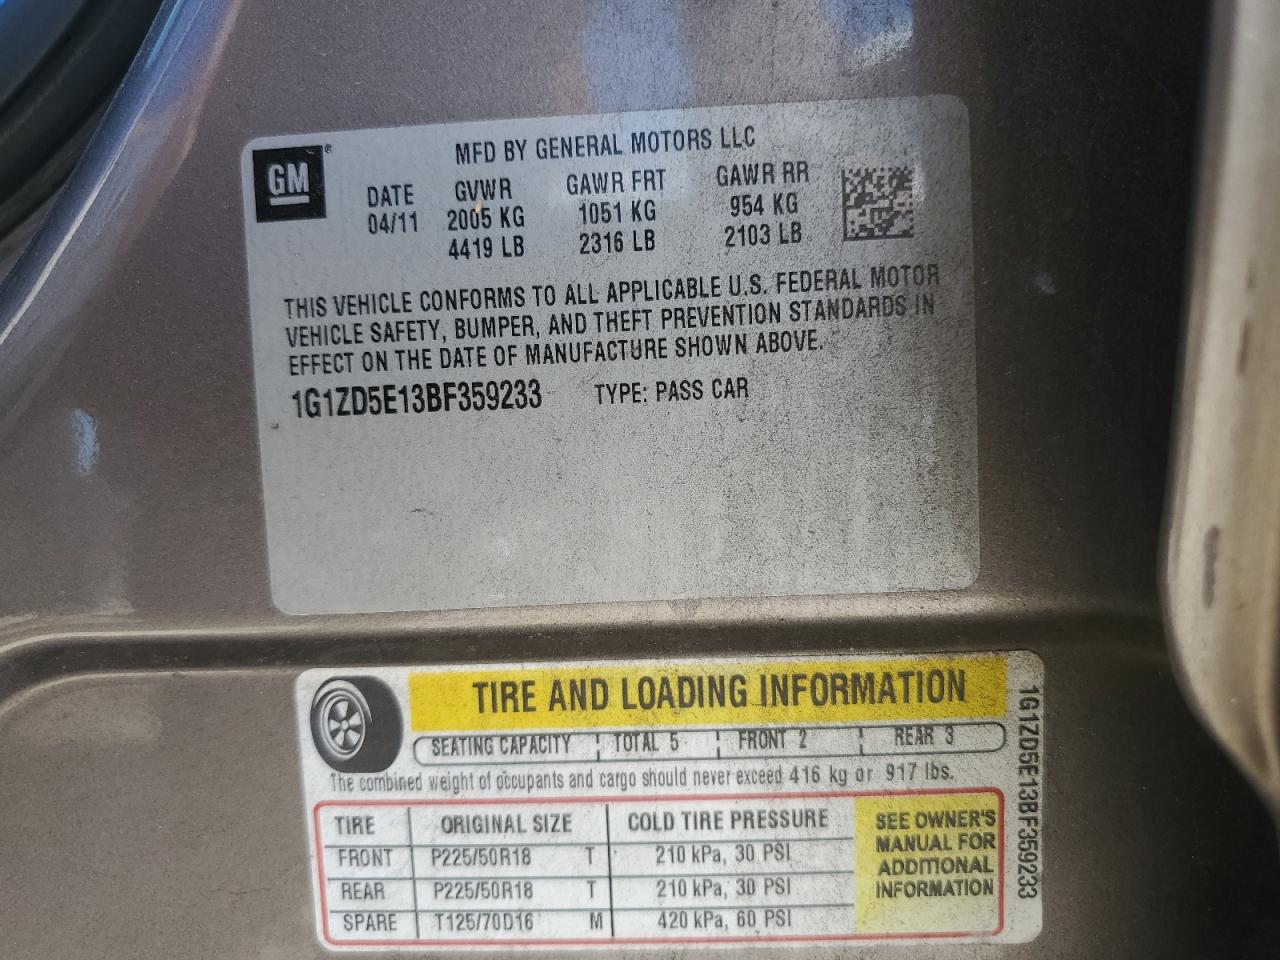 MFD BY GENERAL MOTORS LLC
GM ®
DATE GVWR GAWR FRT GAWR RR
04/11 2005 KG 1051 KG 954 KG
4419 LB 2316 LB 2103 LB
THIS VEHICLE CONFORMS TO ALL APPLICABLE U.S. FEDERAL MOTOR
VEHICLE SAFETY, BUMPER, AND THEFT PREVENTION STANDARDS IN
EFFECT ON THE DATE OF MANUFACTURE SHOWN ABOVE.
1G1ZD5E13BF359233 TYPE: PASS CAR
TIRE AND LOADING INFORMATION
SEATING CAPACITY TOTAL 5 FRONT 2 REAR 3
The combined weight of occupants and cargo should never exceed 416 kg or 917 lbs.
TIRE ORIGINAL SIZE COLD TIRE PRESSURE
FRONT P225/50R18 T 210 kPa, 30 PSI
REAR P225/50R18 T 210 kPa, 30 PSI
SPARE T125/70D16 M 420 kPa, 60 PSI
SEE OWNER'S
MANUAL FOR
ADDITIONAL
INFORMATION
1G1ZD5E13BF359233